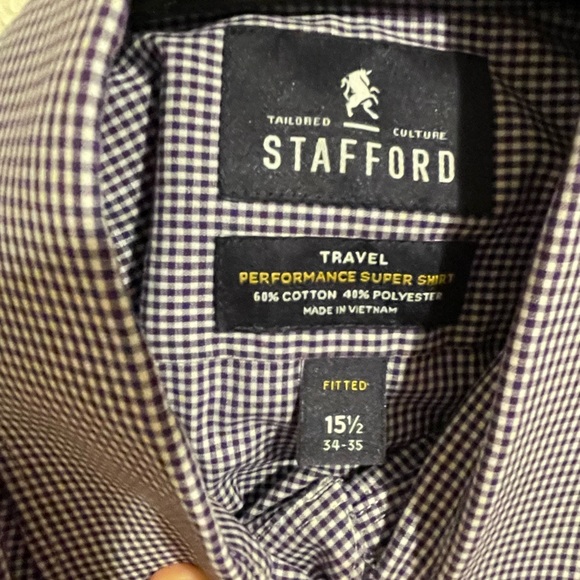 TAILORED CULTURE
STAFFORD
TRAVEL
PERFORMANCE SUPER SHIRT
60% COTTON 40% POLYESTER
MADE IN VIETNAM
FITTED
15½
34-35